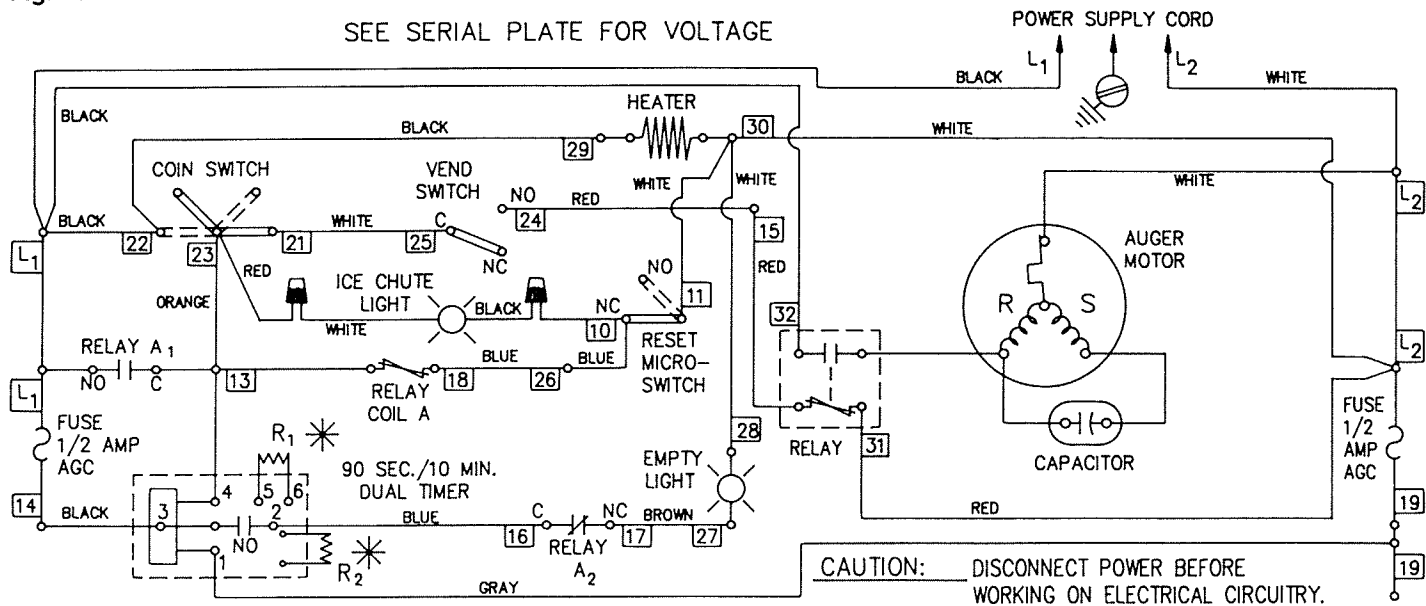 SEE SERIAL PLATE FOR VOLTAGE
POWER SUPPLY CORD
L1
L2
BLACK
WHITE
BLACK
HEATER
BLACK
29
30
WHITE
COIN SWITCH
VEND
SWITCH
WHITE
WHITE
NO
24
RED
WHITE
L2
BLACK
22
23
21
WHITE
25
C
NC
15
L1
RED
ICE CHUTE
LIGHT
NO
11
RED
AUGER
MOTOR
ORANGE
WHITE
BLACK
NC
10
RESET
MICRO-
SWITCH
32
R
S
RELAY A1
NO
C
13
RELAY
COIL A
BLUE
18
26
BLUE
L2
L1
FUSE
1/2 AMP
AGC
R1
90 SEC./10 MIN.
DUAL TIMER
28
EMPTY
LIGHT
RELAY
31
CAPACITOR
FUSE
1/2
AMP
AGC
14
BLACK
3
4
5
6
2
NO
1
R2
BLUE
16
C
RELAY
A2
NC
17
BROWN
27
RED
19
GRAY
19
CAUTION: DISCONNECT POWER BEFORE
WORKING ON ELECTRICAL CIRCUITRY.